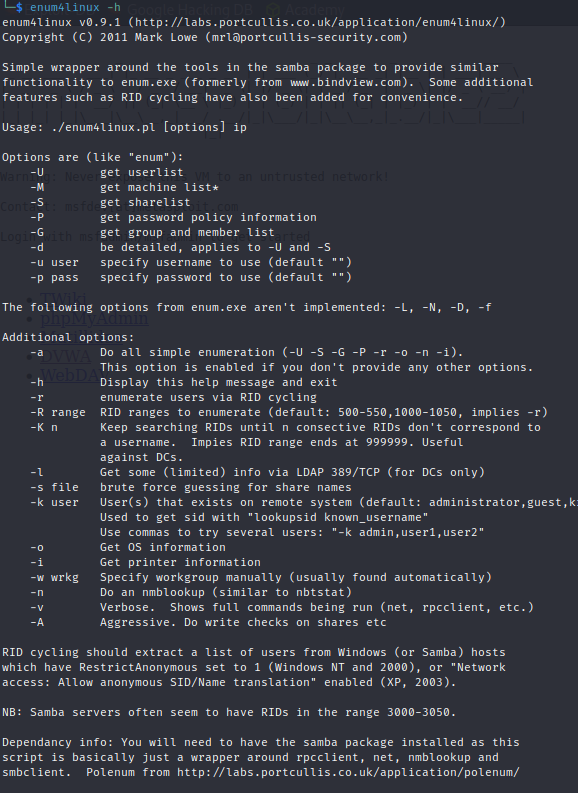 └─$ enum4linux -h
enum4linux v0.9.1 (http://labs.portcullis.co.uk/application/enum4linux/)
Copyright (C) 2011 Mark Lowe (mrl@portcullis-security.com)
Simple wrapper around the tools in the samba package to provide similar
functionality to enum.exe (formerly from www.bindview.com).  Some additional
features such as RID cycling have also been added for convenience.
Usage: ./enum4linux.pl [options] ip
Options are (like "enum"):
    -U        get userlist
    -M        get machine list*
    -S        get sharelist
    -P        get password policy information
    -G        get group and member list
    -d        be detailed, applies to -U and -S
    -u user   specify username to use (default "")
    -p pass   specify password to use (default "")
The following options from enum.exe aren't implemented: -L, -N, -D, -f
Additional options:
    -a        Do all simple enumeration (-U -S -G -P -r -o -n -i).
              This option is enabled if you don't provide any other options.
    -h        Display this help message and exit
    -r        enumerate users via RID cycling
    -R range  RID ranges to enumerate (default: 500-550,1000-1050, implies -r)
    -K n      Keep searching RIDs until n consective RIDs don't correspond to
              a username.  Impies RID range ends at 999999. Useful
              against DCs.
    -l        Get some (limited) info via LDAP 389/TCP (for DCs only)
    -s file   brute force guessing for share names
    -k user   User(s) that exists on remote system (default: administrator,guest,k
              Used to get sid with "lookupsid known_username"
              Use commas to try several users: "-k admin,user1,user2"
    -o        Get OS information
    -i        Get printer information
    -w wrkg   Specify workgroup manually (usually found automatically)
    -n        Do an nmblookup (similar to nbtstat)
    -v        Verbose.  Shows full commands being run (net, rpcclient, etc.)
    -A        Aggressive. Do write checks on shares etc
RID cycling should extract a list of users from Windows (or Samba) hosts
which have RestrictAnonymous set to 1 (Windows NT and 2000), or "Network
access: Allow anonymous SID/Name translation" enabled (XP, 2003).
NB: Samba servers often seem to have RIDs in the range 3000-3050.
Dependancy info: You will need to have the samba package installed as this
script is basically just a wrapper around rpcclient, net, nmblookup and
smbclient.  Polenum from http://labs.portcullis.co.uk/application/polenum/